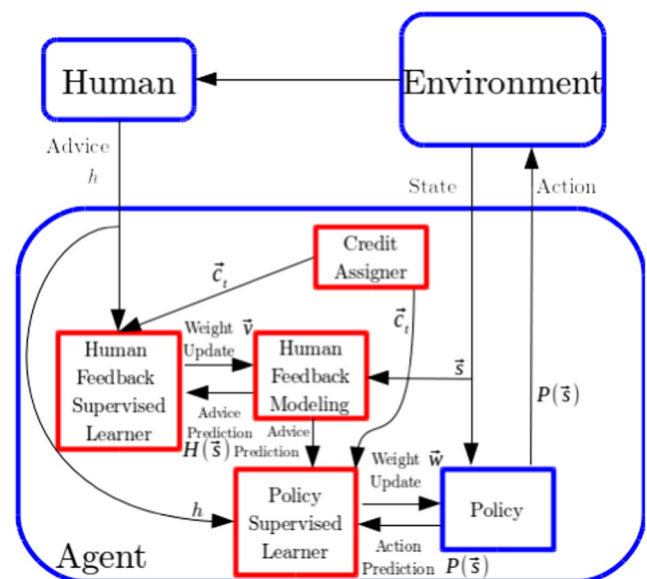 Human
Environment
Advice
h
State
Action
Credit
Assigner
c⃗ₜ
c⃗ₜ
Weight v⃗
Update
Human
Feedback
Supervised
Learner
Human
Feedback
Modeling
s⃗
P(s⃗)
Advice
Prediction
H(s⃗)
Advice
Prediction
Weight w⃗
Update
h
Policy
Supervised
Learner
Policy
Action
Prediction P(s⃗)
Agent